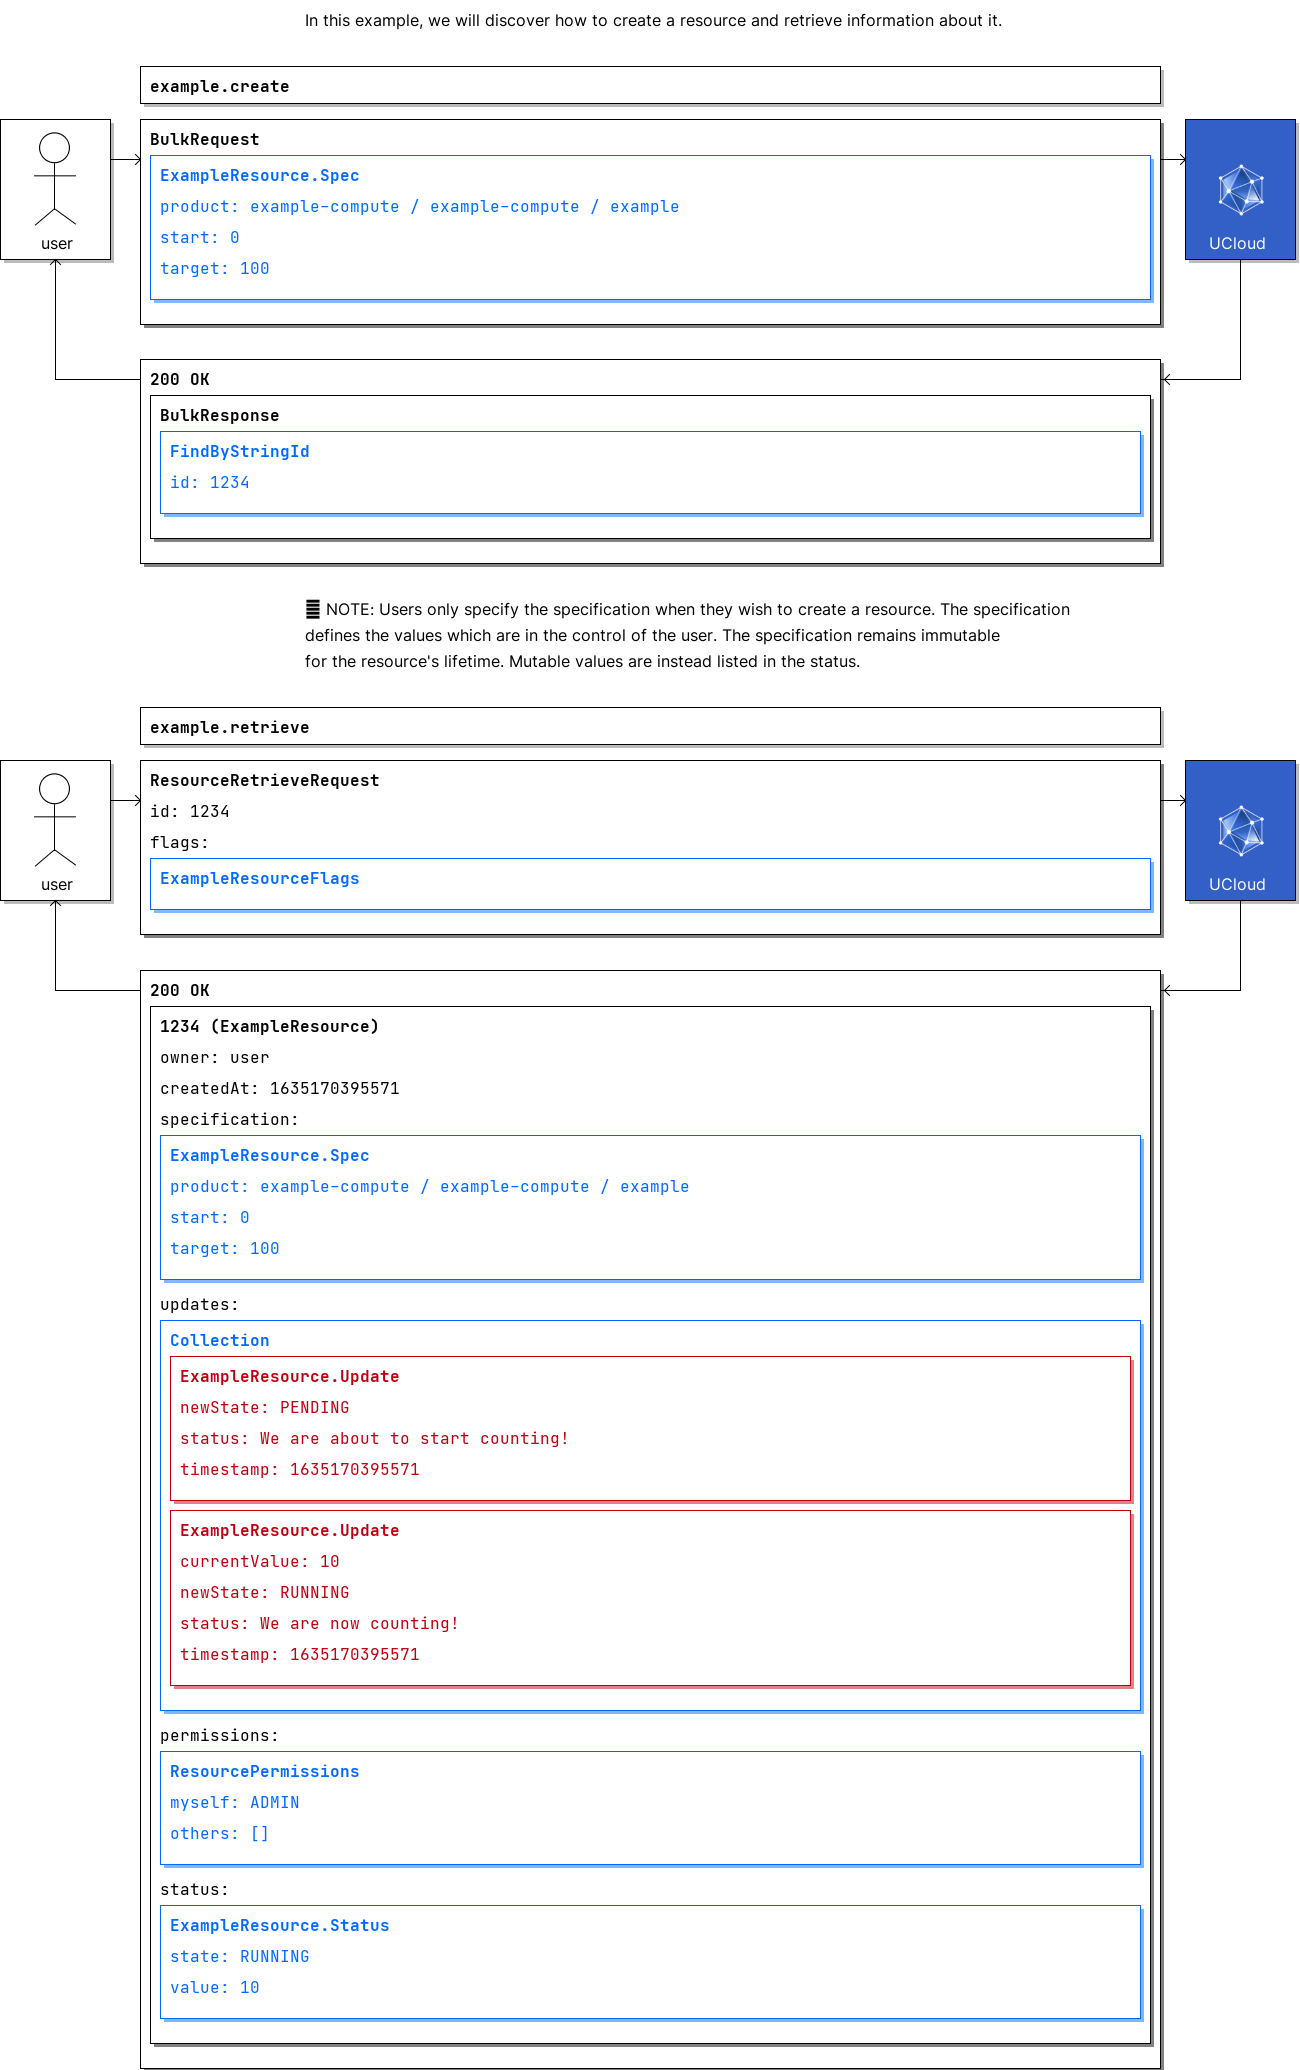 In this example, we will discover how to create a resource and retrieve information about it.
example.create
BulkRequest
ExampleResource.Spec
product: example-compute / example-compute / example
start: 0
target: 100
user
UCloud
200 OK
BulkResponse
FindByStringId
id: 1234
NOTE: Users only specify the specification when they wish to create a resource. The specification
defines the values which are in the control of the user. The specification remains immutable
for the resource's lifetime. Mutable values are instead listed in the status.
example.retrieve
ResourceRetrieveRequest
id: 1234
flags:
ExampleResourceFlags
user
UCloud
200 OK
1234 (ExampleResource)
owner: user
createdAt: 1635170395571
specification:
ExampleResource.Spec
product: example-compute / example-compute / example
start: 0
target: 100
updates:
Collection
ExampleResource.Update
newState: PENDING
status: We are about to start counting!
timestamp: 1635170395571
ExampleResource.Update
currentValue: 10
newState: RUNNING
status: We are now counting!
timestamp: 1635170395571
permissions:
ResourcePermissions
myself: ADMIN
others: []
status:
ExampleResource.Status
state: RUNNING
value: 10